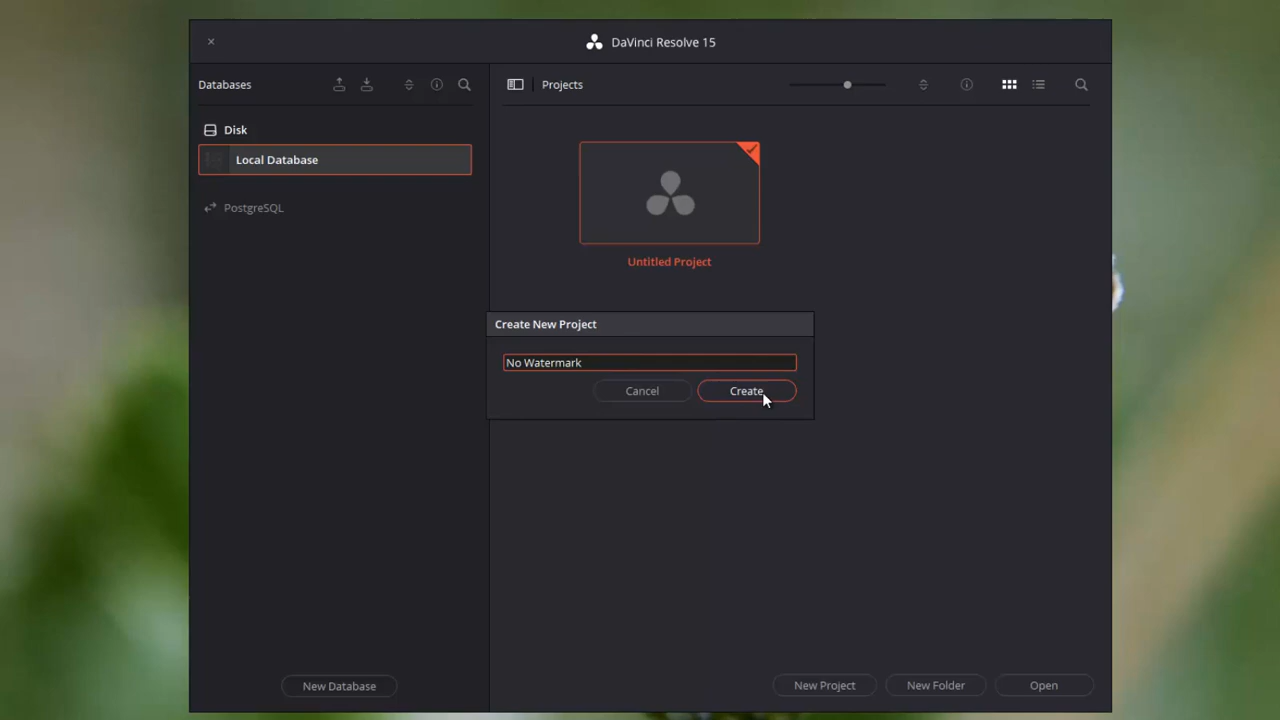 DaVinci Resolve 15
Databases
Projects
Disk
Local Database
PostgreSQL
Untitled Project
Create New Project
No Watermark
Cancel
Create
New Database
New Project
New Folder
Open